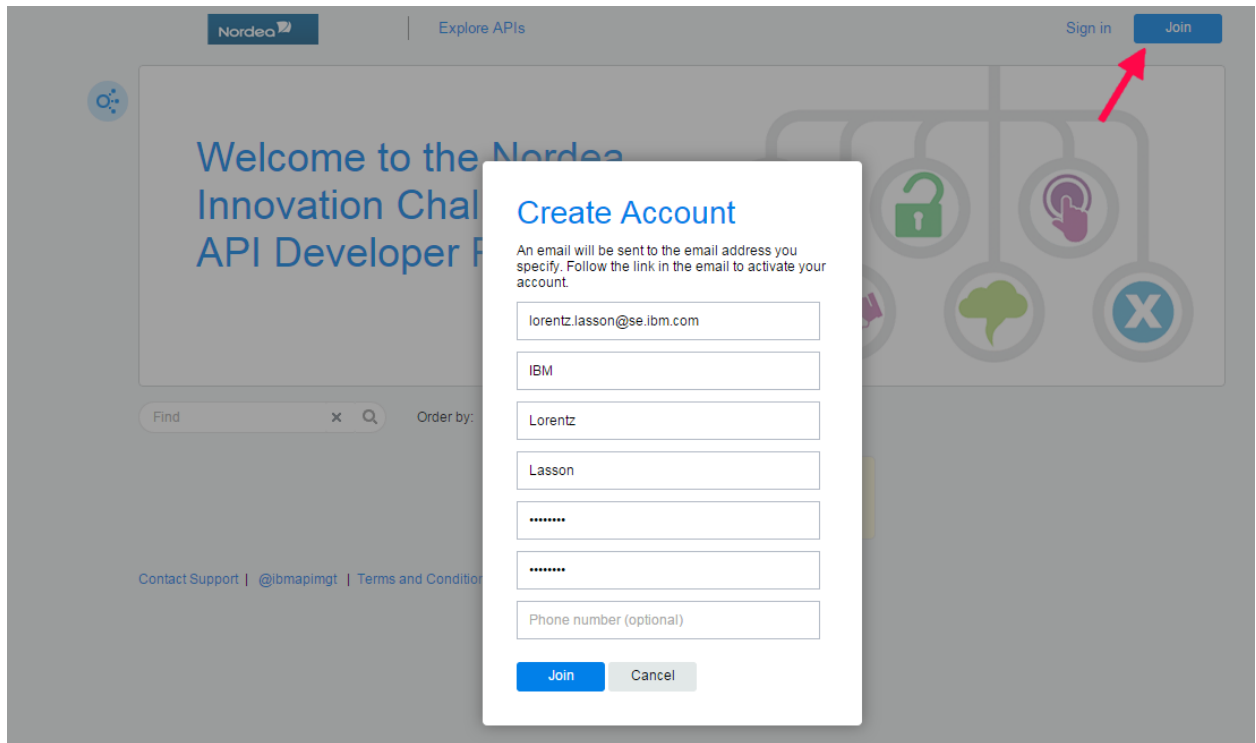 Nordea
Explore APIs
Sign in
Join
Welcome to the Nordea
Innovation Chal
API Developer
Create Account
An email will be sent to the email address you
specify. Follow the link in the email to activate your
account.
lorentz.lasson@se.ibm.com
IBM
Lorentz
Lasson
••••••••
••••••••
Phone number (optional)
Join
Cancel
X
Find
Order by:
Contact Support | @ibmapimgt | Terms and Condition